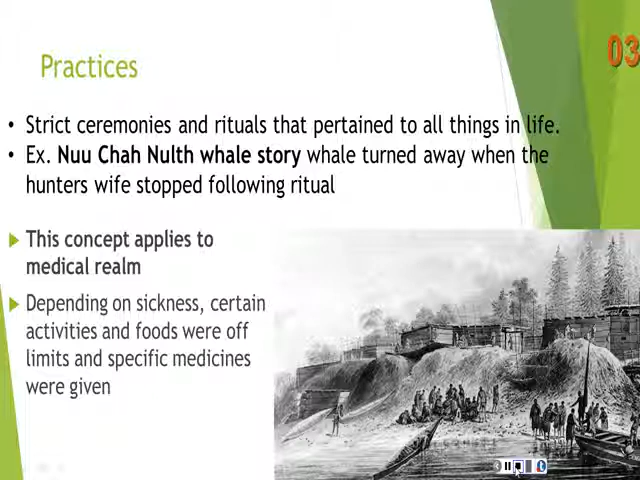 03
Practices
• Strict ceremonies and rituals that pertained to all things in life.
• Ex. Nuu Chah Nulth whale story whale turned away when the
hunters wife stopped following ritual
This concept applies to
medical realm
Depending on sickness, certain
activities and foods were off
limits and specific medicines
were given